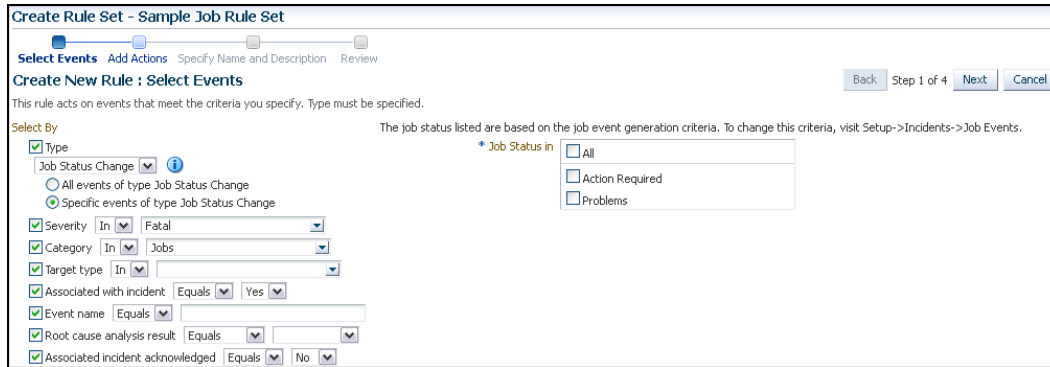 Create Rule Set - Sample Job Rule Set
Select Events Add Actions Specify Name and Description Review
Create New Rule : Select Events
Back Step 1 of 4 Next Cancel
This rule acts on events that meet the criteria you specify. Type must be specified.
Select By
The job status listed are based on the job event generation criteria. To change this criteria, visit Setup->Incidents->Job Events.
Type
* Job Status in All
Job Status Change
Action Required
All events of type Job Status Change
Problems
Specific events of type Job Status Change
Severity In Fatal
Category In Jobs
Target type In
Associated with incident Equals Yes
Event name Equals
Root cause analysis result Equals
Associated incident acknowledged Equals No